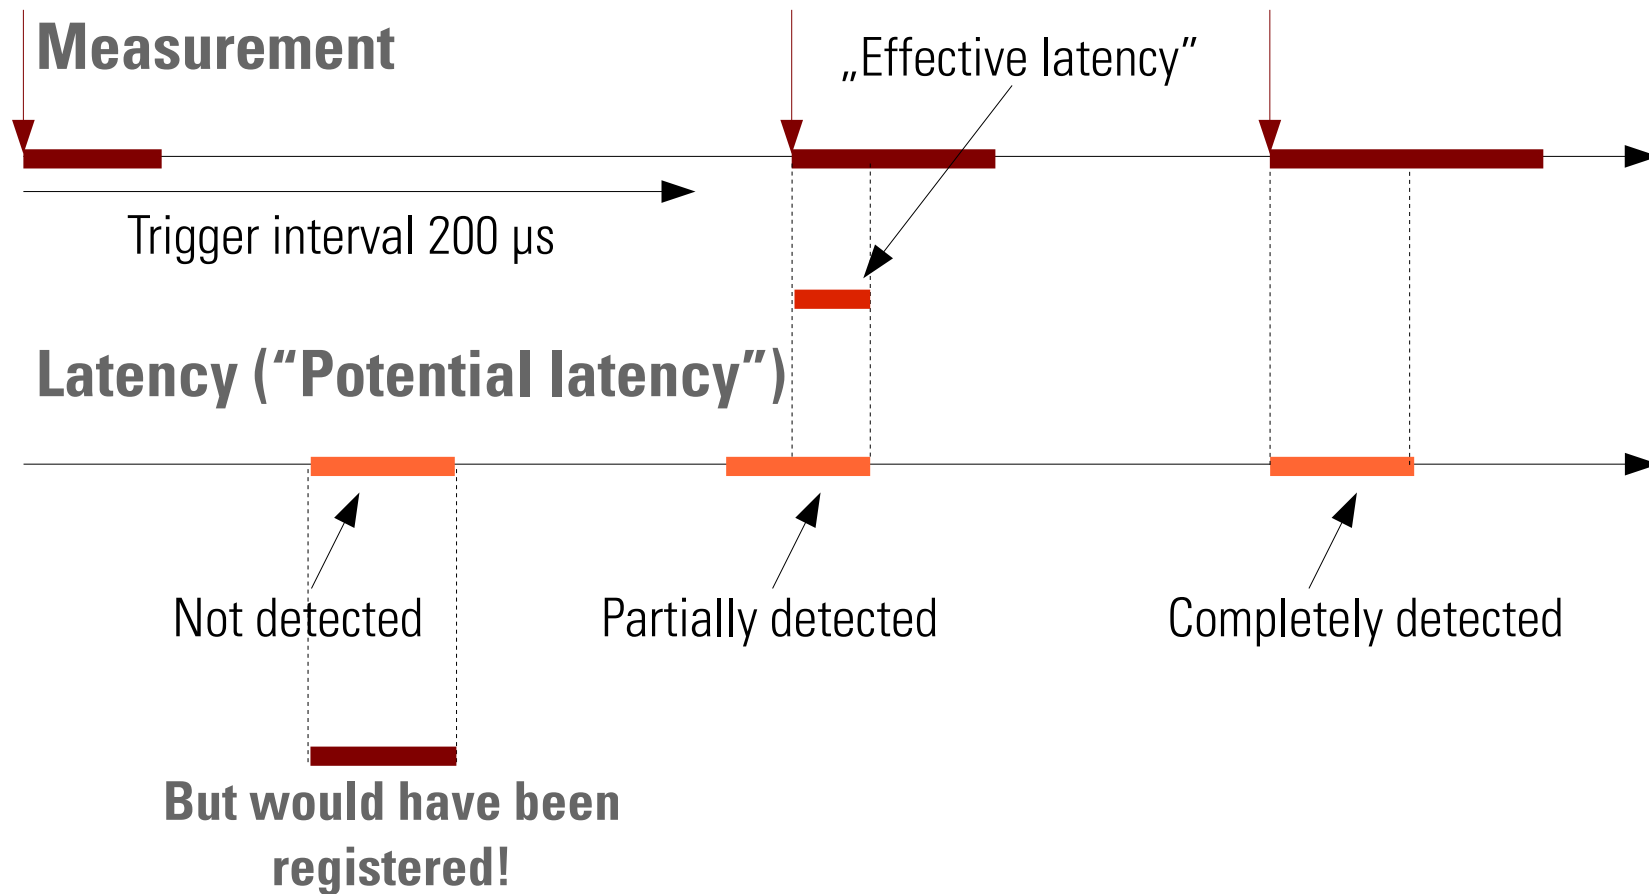 Measurement
„Effective latency”
Trigger interval 200 µs
Latency (“Potential latency”)
Not detected
Partially detected
Completely detected
But would have been
registered!